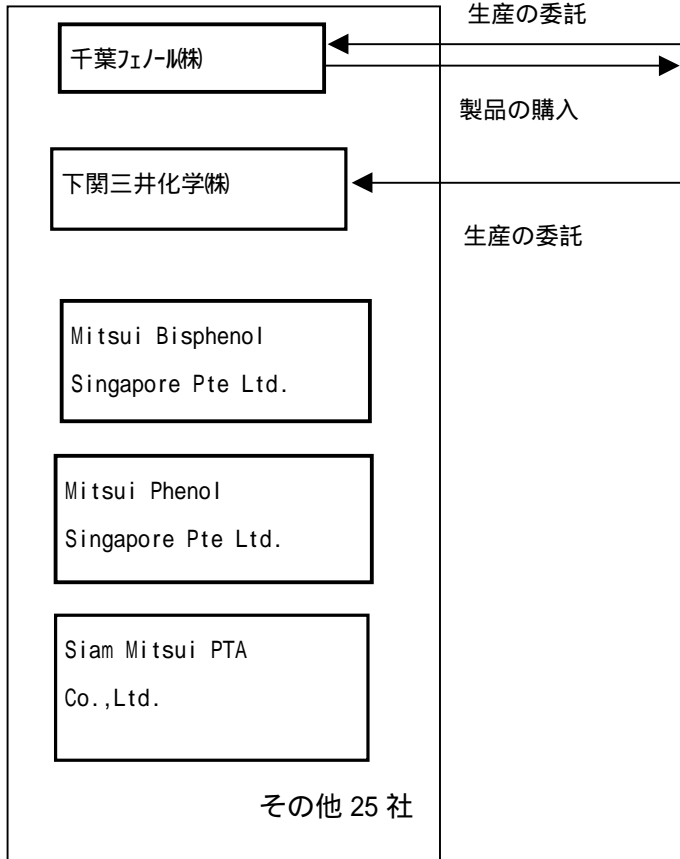 生産の委託
千葉フェノール㈱
製品の購入
下関三井化学㈱
生産の委託
Mitsui Bisphenol
Singapore Pte Ltd.
Mitsui Phenol
Singapore Pte Ltd.
Siam Mitsui PTA
Co.,Ltd.
その他 25 社